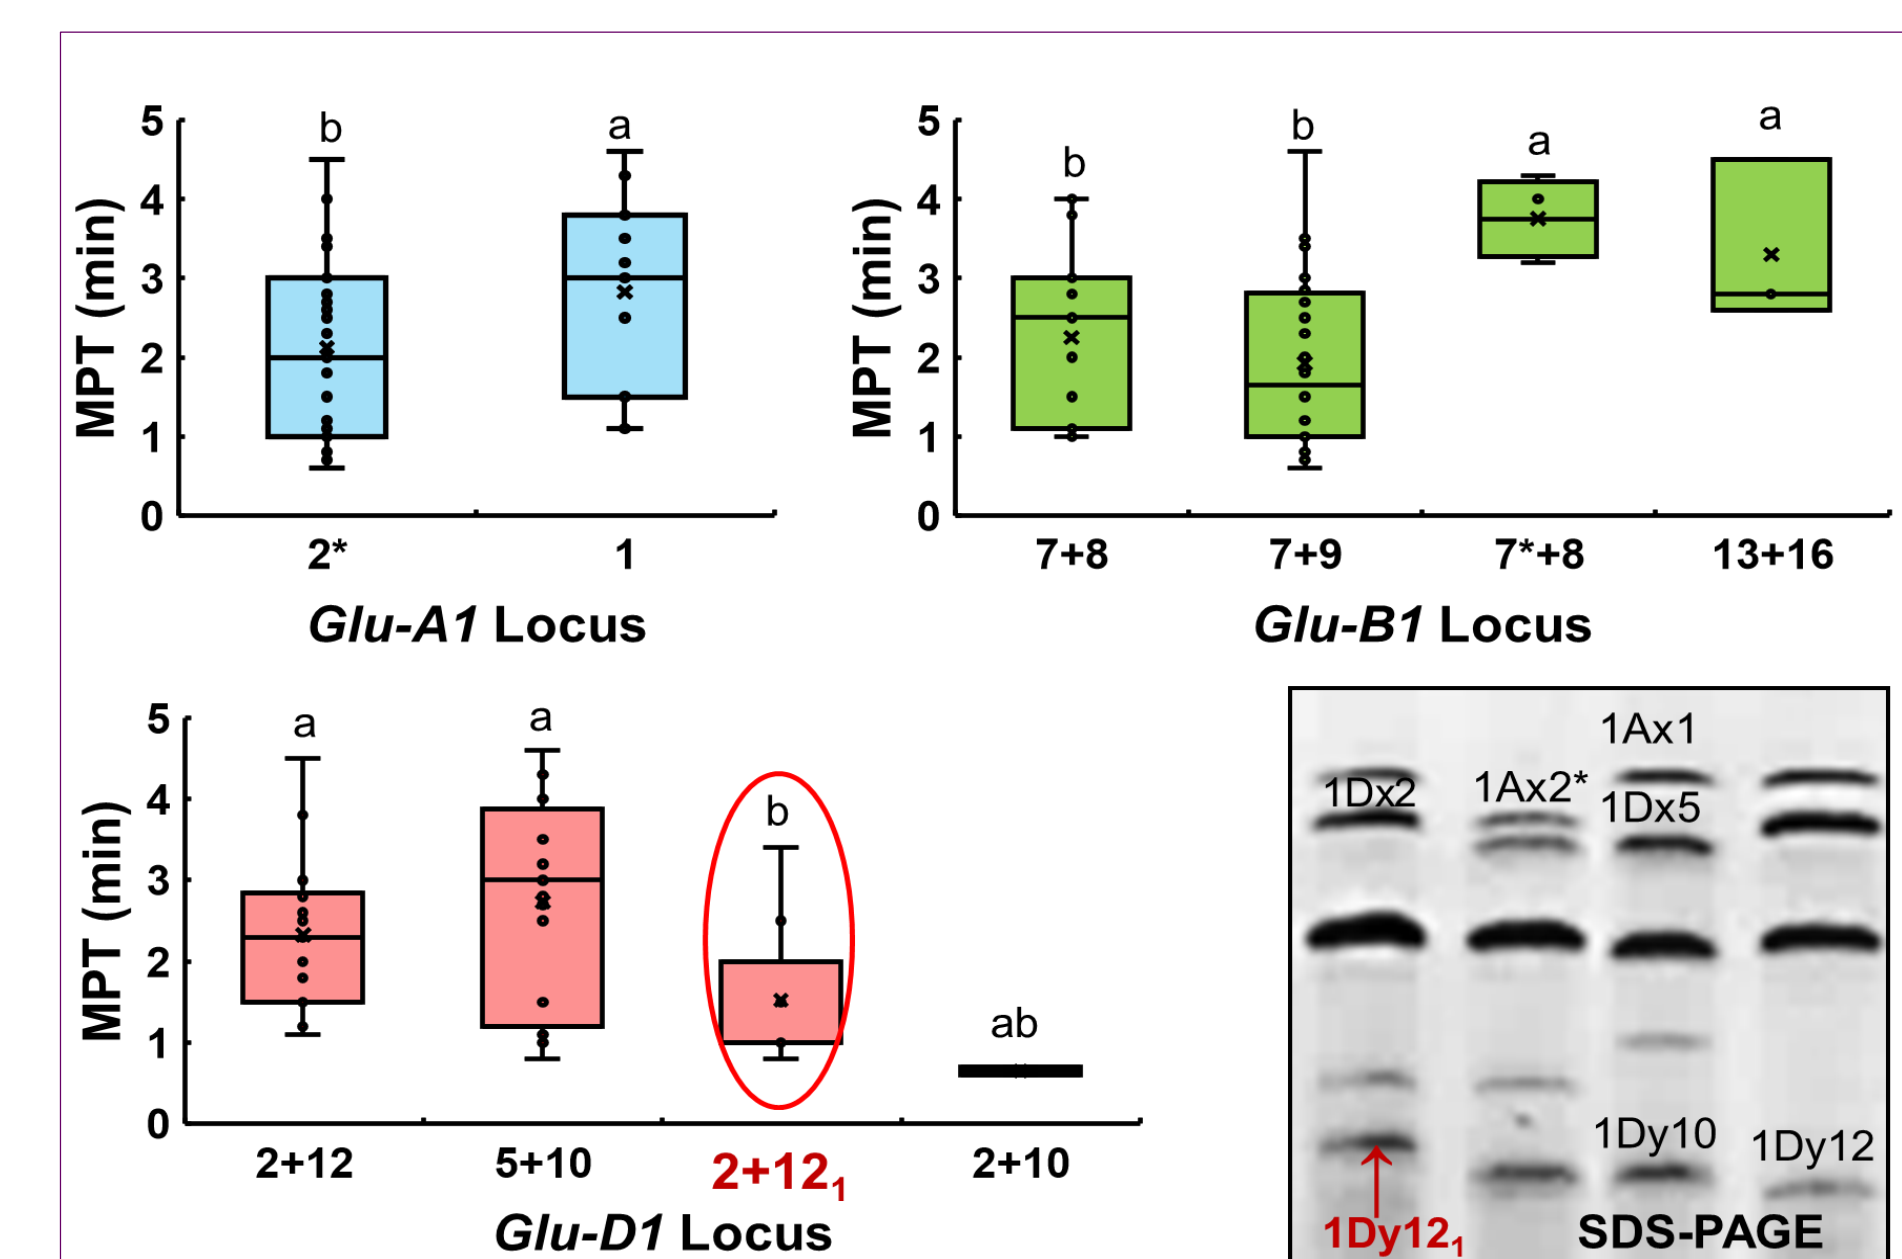 b a
5
4
3
2
1
0
MPT (min)
2* 1
Glu-A1 Locus
b b a a
5
4
3
2
1
0
MPT (min)
7+8 7+9 7*+8 13+16
Glu-B1 Locus
a a b ab
5
4
3
2
1
0
MPT (min)
2+12 5+10 2+12₁ 2+10
Glu-D1 Locus
1Ax1
1Dx2 1Ax2* 1Dx5
1Dy10 1Dy12
1Dy12₁ SDS-PAGE